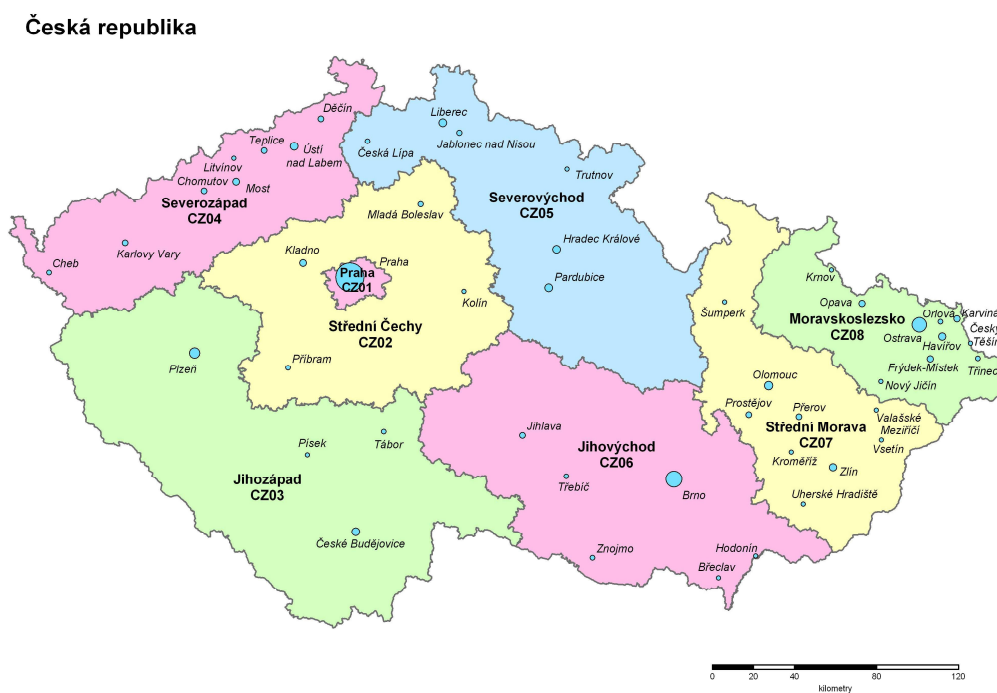 Česká republika
Děčín
Liberec
Jablonec nad Nisou
Teplice
Ústí
nad Labem
Česká Lípa
Litvínov
Chomutov
Most
Trutnov
Severozápad
CZ04
Severovýchod
CZ05
Mladá Boleslav
Karlovy Vary
Cheb
Kladno
Praha
Praha
CZ01
Hradec Králové
Pardubice
Kolín
Krnov
Šumperk
Opava
Orlová
Karviná
Moravskoslezsko
CZ08
Český
Těšín
Ostrava
Havířov
Střední Čechy
CZ02
Příbram
Plzeň
Frýdek-Místek
Třinec
Olomouc
Nový Jičín
Prostějov
Přerov
Valašské
Meziříčí
Střední Morava
CZ07
Vsetín
Písek
Tábor
Jihlava
Jihovýchod
CZ06
Kroměříž
Zlín
Jihozápad
CZ03
Třebíč
Brno
Uherské Hradiště
České Budějovice
Znojmo
Hodonín
Břeclav
0 20 40 80 120
kilometry